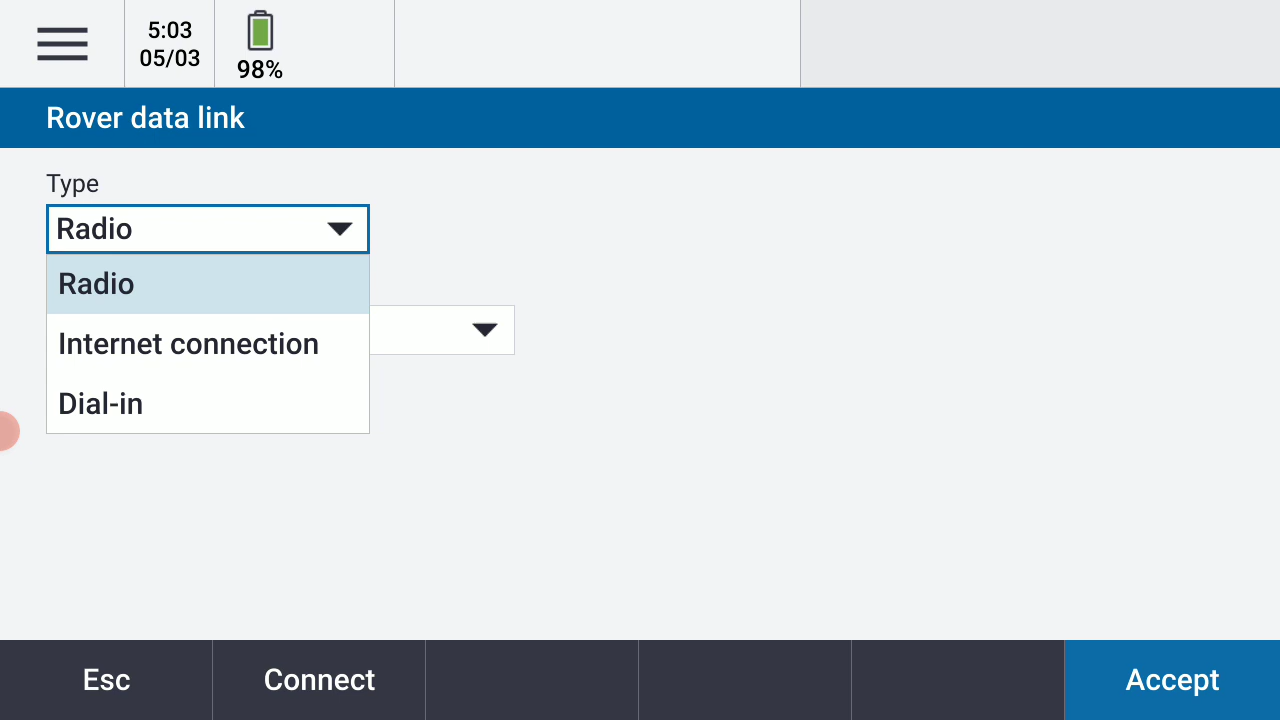 5:03
05/03
98%
Rover data link
Type
Radio
Radio
Internet connection
Dial-in
Esc
Connect
Accept